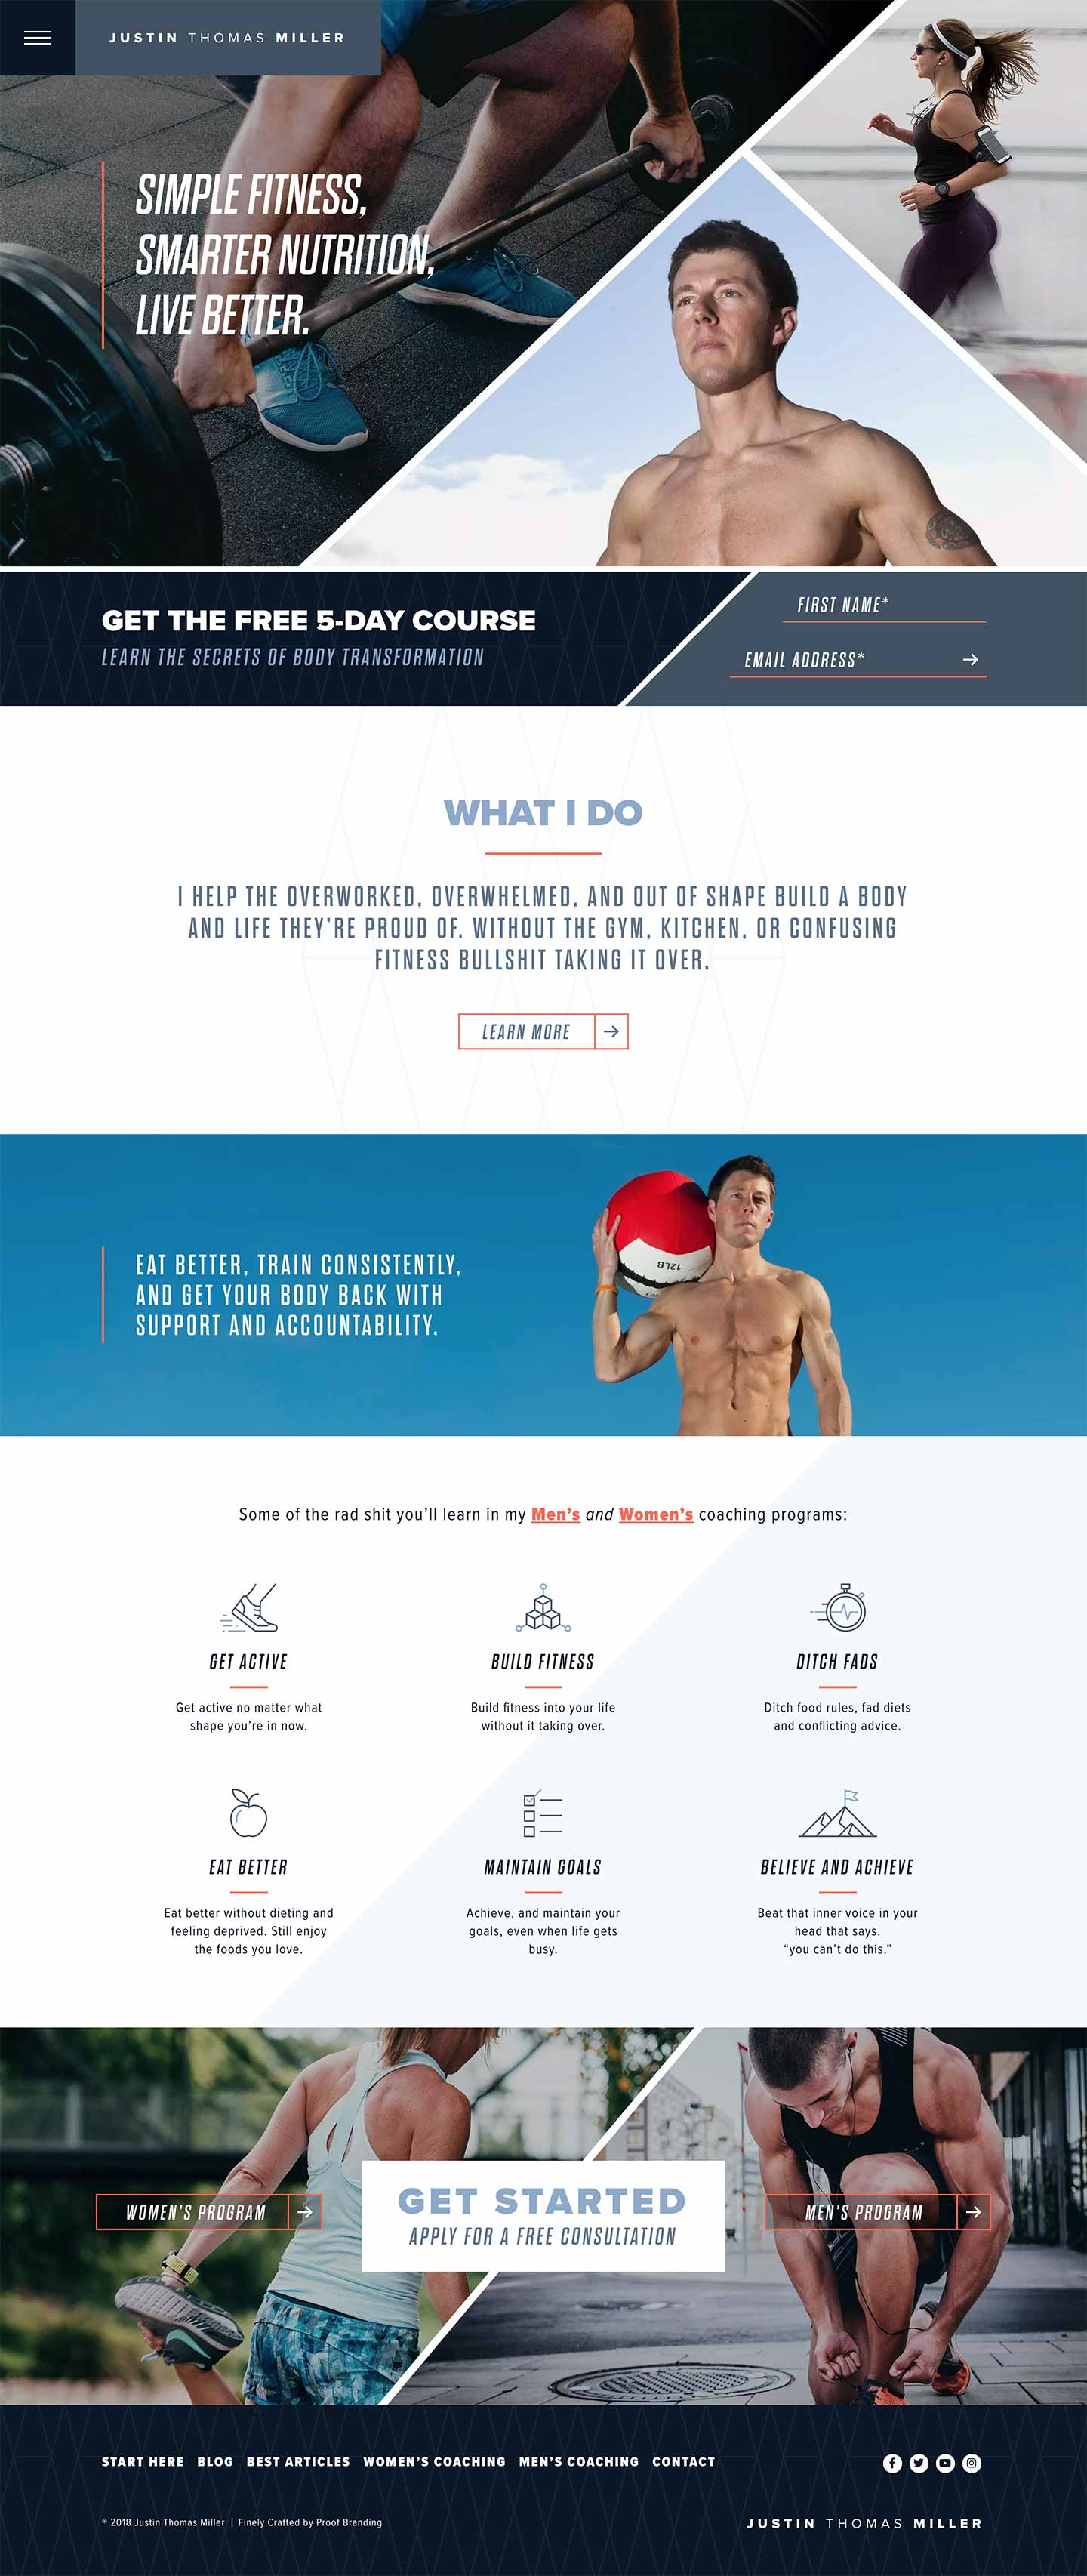 JUSTIN THOMAS MILLER
SIMPLE FITNESS,
SMARTER NUTRITION,
LIVE BETTER.
GET THE FREE 5-DAY COURSE
LEARN THE SECRETS OF BODY TRANSFORMATION
FIRST NAME*
EMAIL ADDRESS*
WHAT I DO
I HELP THE OVERWORKED, OVERWHELMED, AND OUT OF SHAPE BUILD A BODY
AND LIFE THEY'RE PROUD OF. WITHOUT THE GYM, KITCHEN, OR CONFUSING
FITNESS BULLSHIT TAKING IT OVER.
LEARN MORE
12LB
EAT BETTER, TRAIN CONSISTENTLY,
AND GET YOUR BODY BACK WITH
SUPPORT AND ACCOUNTABILITY.
Some of the rad shit you'll learn in my Men's and Women's coaching programs:
GET ACTIVE
Get active no matter what
shape you're in now.
BUILD FITNESS
Build fitness into your life
without it taking over.
DITCH FADS
Ditch food rules, fad diets
and conflicting advice.
EAT BETTER
Eat better without dieting and
feeling deprived. Still enjoy
the foods you love.
MAINTAIN GOALS
Achieve, and maintain your
goals, even when life gets
busy.
BELIEVE AND ACHIEVE
Beat that inner voice in your
head that says.
“you can't do this.”
WOMEN'S PROGRAM
GET STARTED
APPLY FOR A FREE CONSULTATION
MEN'S PROGRAM
START HERE BLOG BEST ARTICLES WOMEN'S COACHING MEN'S COACHING CONTACT
© 2018 Justin Thomas Miller | Finely Crafted by Proof Branding
JUSTIN THOMAS MILLER